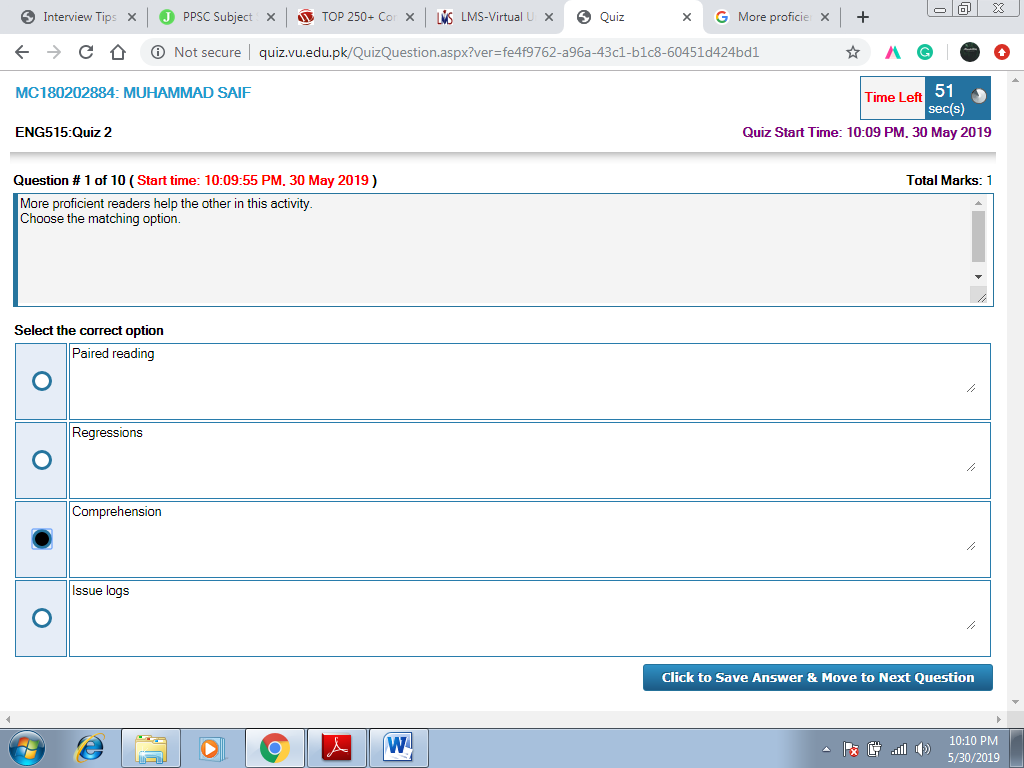 Interview Tips
PPSC Subject
TOP 250+ Cor
LMS-Virtual U
Quiz
More proficie
Not secure
quiz.vu.edu.pk/QuizQuestion.aspx?ver=fe4f9762-a96a-43c1-b1c8-60451d424bd1
MC180202884: MUHAMMAD SAIF
Time Left 51 sec(s)
ENG515:Quiz 2
Quiz Start Time: 10:09 PM, 30 May 2019
Question # 1 of 10 ( Start time: 10:09:55 PM, 30 May 2019 )
Total Marks: 1
More proficient readers help the other in this activity.
Choose the matching option.
Select the correct option
Paired reading
Regressions
Comprehension
Issue logs
Click to Save Answer & Move to Next Question
10:10 PM
5/30/2019